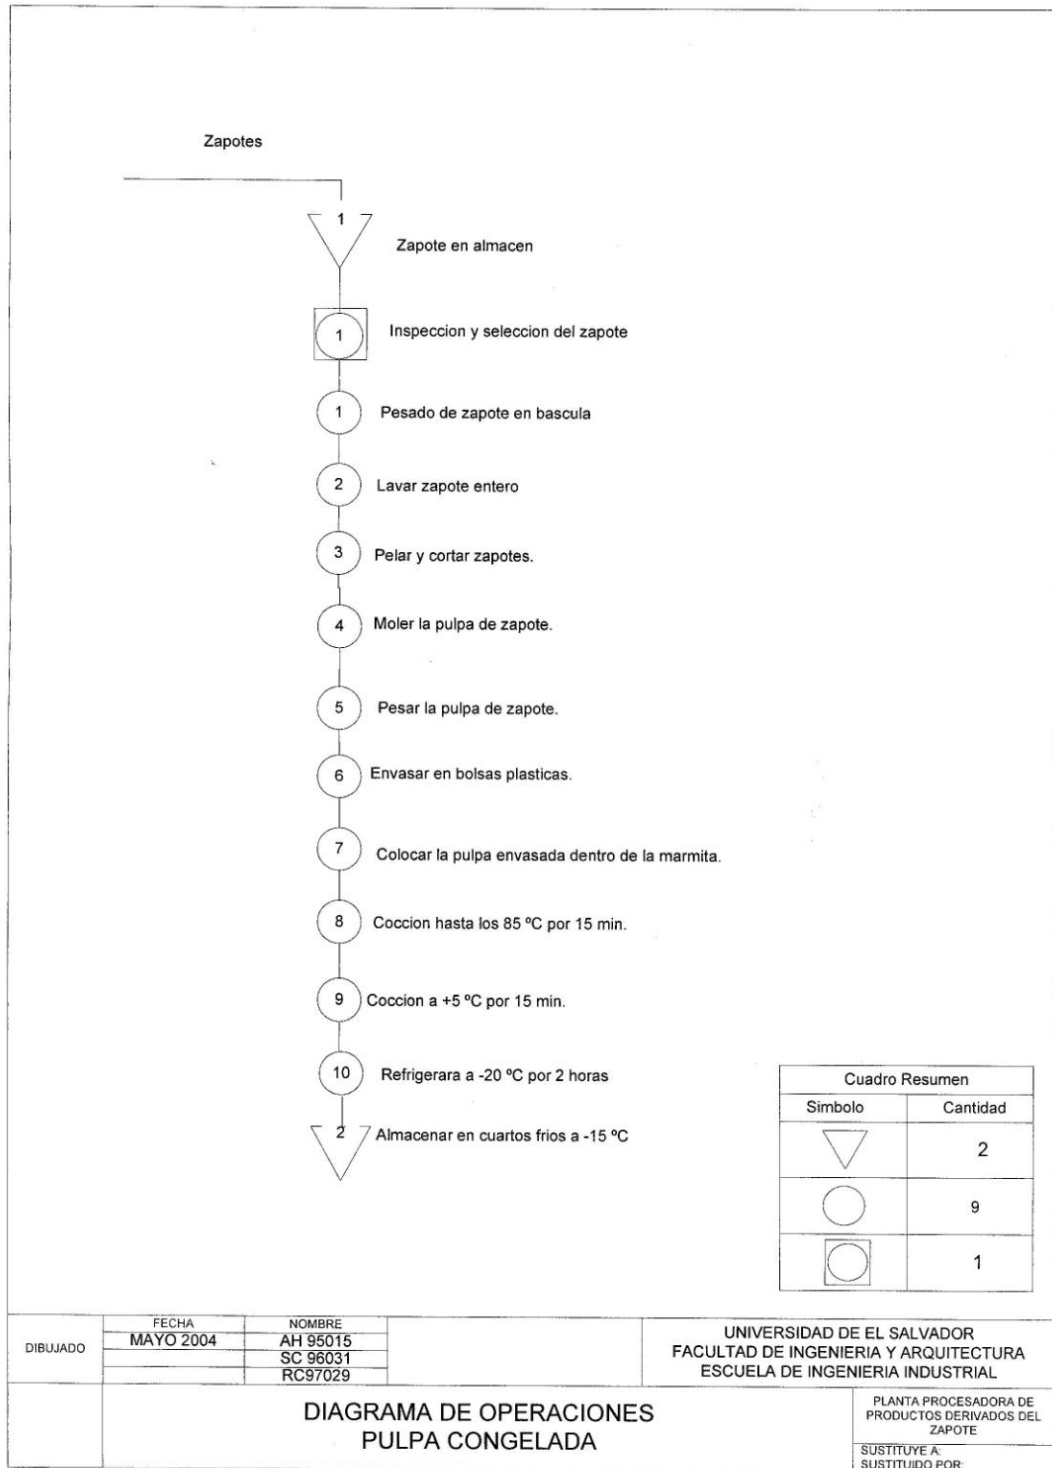 Zapotes
1
Zapote en almacen
1
Inspeccion y seleccion del zapote
1
Pesado de zapote en bascula
2
Lavar zapote entero
3
Pelar y cortar zapotes.
4
Moler la pulpa de zapote.
5
Pesar la pulpa de zapote.
6
Envasar en bolsas plasticas.
7
Colocar la pulpa envasada dentro de la marmita.
8
Coccion hasta los 85 ºC por 15 min.
9
Coccion a +5 ºC por 15 min.
10
Refrigerara a -20 ºC por 2 horas
2
Almacenar en cuartos frios a -15 ºC
Cuadro Resumen
Simbolo
Cantidad
2
9
1
DIBUJADO
FECHA
NOMBRE
MAYO 2004
AH 95015
SC 96031
RC97029
UNIVERSIDAD DE EL SALVADOR
FACULTAD DE INGENIERIA Y ARQUITECTURA
ESCUELA DE INGENIERIA INDUSTRIAL
DIAGRAMA DE OPERACIONES
PULPA CONGELADA
PLANTA PROCESADORA DE
PRODUCTOS DERIVADOS DEL
ZAPOTE
SUSTITUYE A:
SUSTITUIDO POR: